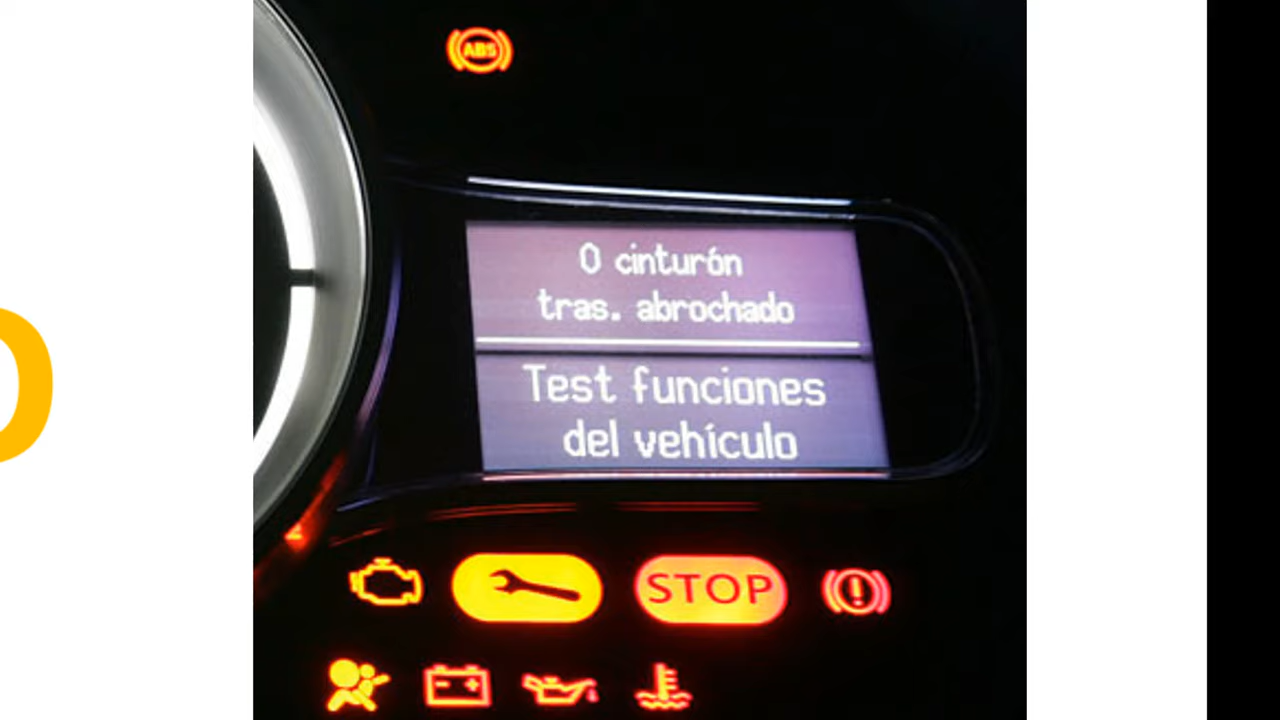 ABS
0 cinturón
tras. abrochado
Test funciones
del vehículo
STOP